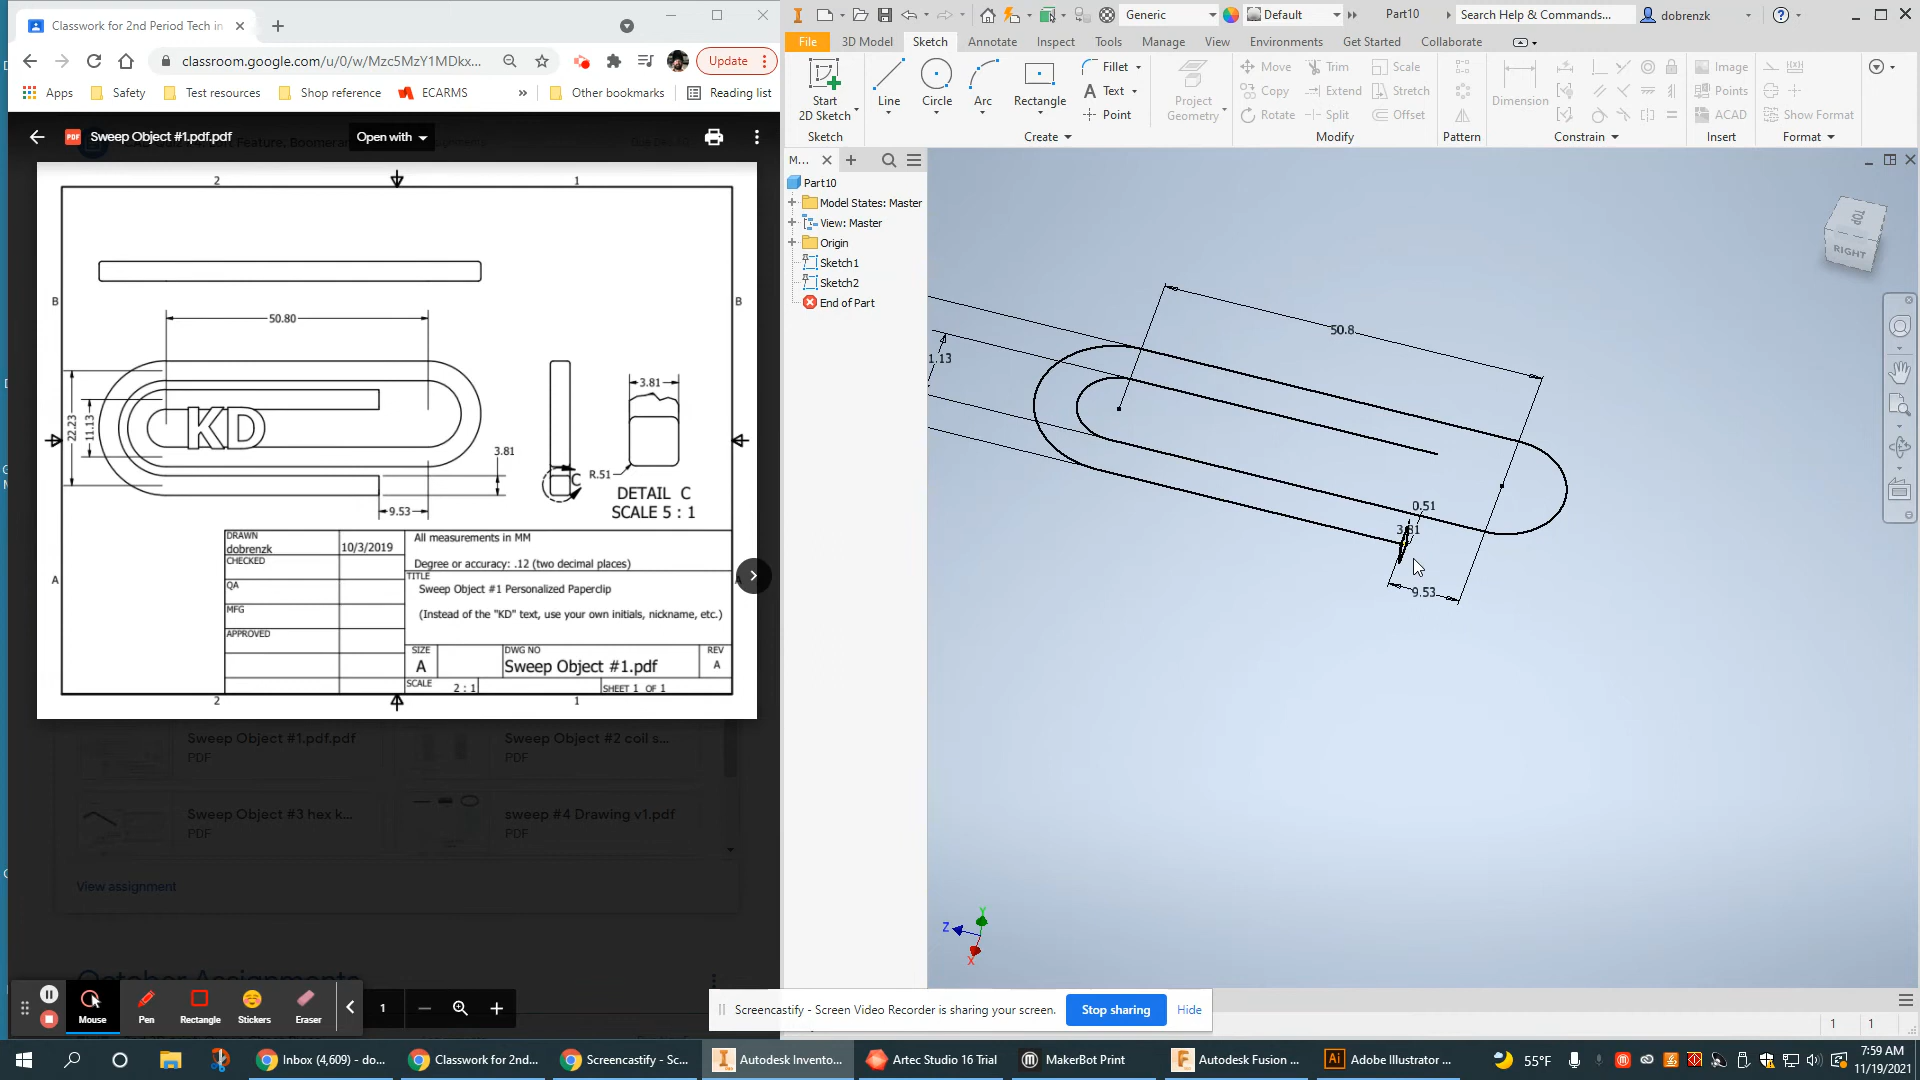 Classwork for 2nd Period Tech in
classroom.google.com/u/0/w/Mzc5MzY1MDkx...
Update
Apps
Safety
Test resources
Shop reference
ECARMS
»
Other bookmarks
Reading list
PDF
Sweep Object #1.pdf.pdf
Open with
2
1
B
B
50.80
22.23
11.13
KD
3.81
9.53
3.81
C
R.51
DETAIL C
SCALE 5 : 1
A
DRAWN
dobrenzk
10/3/2019
CHECKED
QA
MFG
APPROVED
All measurements in MM
Degree or accuracy: .12 (two decimal places)
TITLE
Sweep Object #1 Personalized Paperclip
(Instead of the "KD" text, use your own initials, nickname, etc.)
SIZE
A
DWG NO
Sweep Object #1.pdf
REV
A
SCALE
2 : 1
SHEET 1 OF 1
2
1
Sweep Object #1.pdf.pdf
PDF
Sweep Object #2 coil s...
PDF
Sweep Object #3 hex k...
PDF
sweep #4 Drawing v1.pdf
PDF
View assignment
October Assignments
Mouse
Pen
Rectangle
Stickers
Eraser
1
Generic
Default
Part10
Search Help & Commands...
dobrenzk
File
3D Model
Sketch
Annotate
Inspect
Tools
Manage
View
Environments
Get Started
Collaborate
Start
2D Sketch
Line
Circle
Arc
Rectangle
Fillet
Text
Point
Project
Geometry
Move
Copy
Rotate
Trim
Extend
Split
Scale
Stretch
Offset
Dimension
Image
Points
ACAD
Show Format
Sketch
Create
Modify
Pattern
Constrain
Insert
Format
M...
Part10
Model States: Master
View: Master
Origin
Sketch1
Sketch2
End of Part
TOP
RIGHT
50.8
1.13
0.51
9.53
Y
Z
X
Screencastify - Screen Video Recorder is sharing your screen.
Stop sharing
Hide
1
1
Inbox (4,609) - do...
Classwork for 2nd...
Screencastify - Sc...
Autodesk Invento...
Artec Studio 16 Trial
MakerBot Print
Autodesk Fusion ...
Adobe Illustrator ...
55°F
7:59 AM
11/19/2021